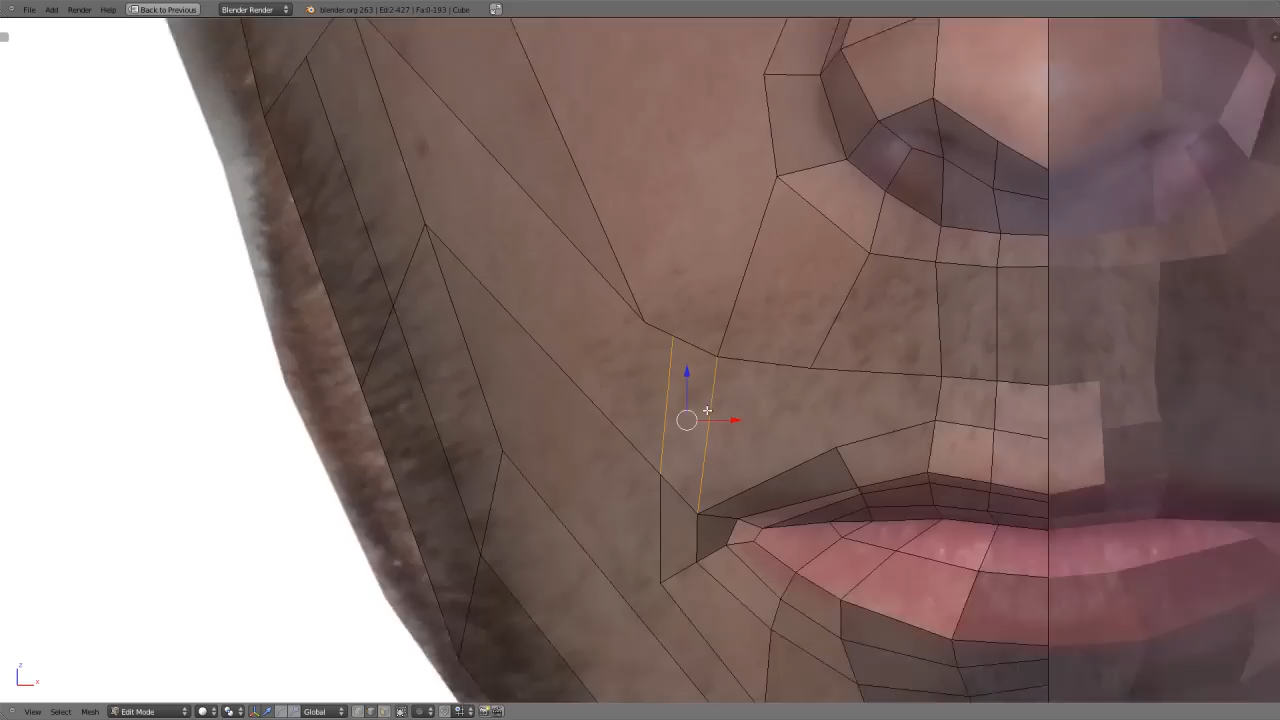 File Add Render Help Back to Previous Blender Render blender.org 263 | Ed:2-427 | Fa:0-193 | Cube
z
x
View Select Mesh Edit Mode Global